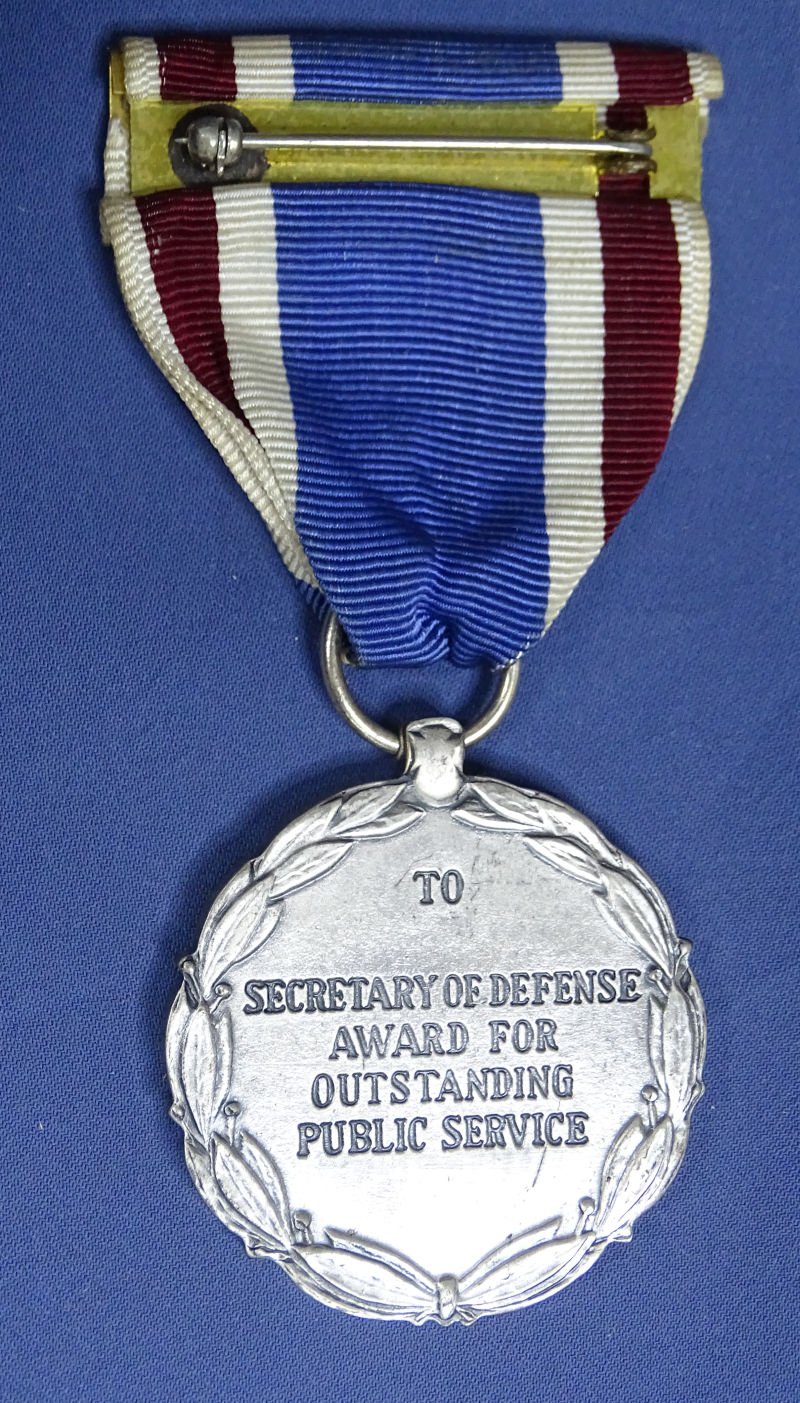 TO
SECRETARY OF DEFENSE
AWARD FOR
OUTSTANDING
PUBLIC SERVICE